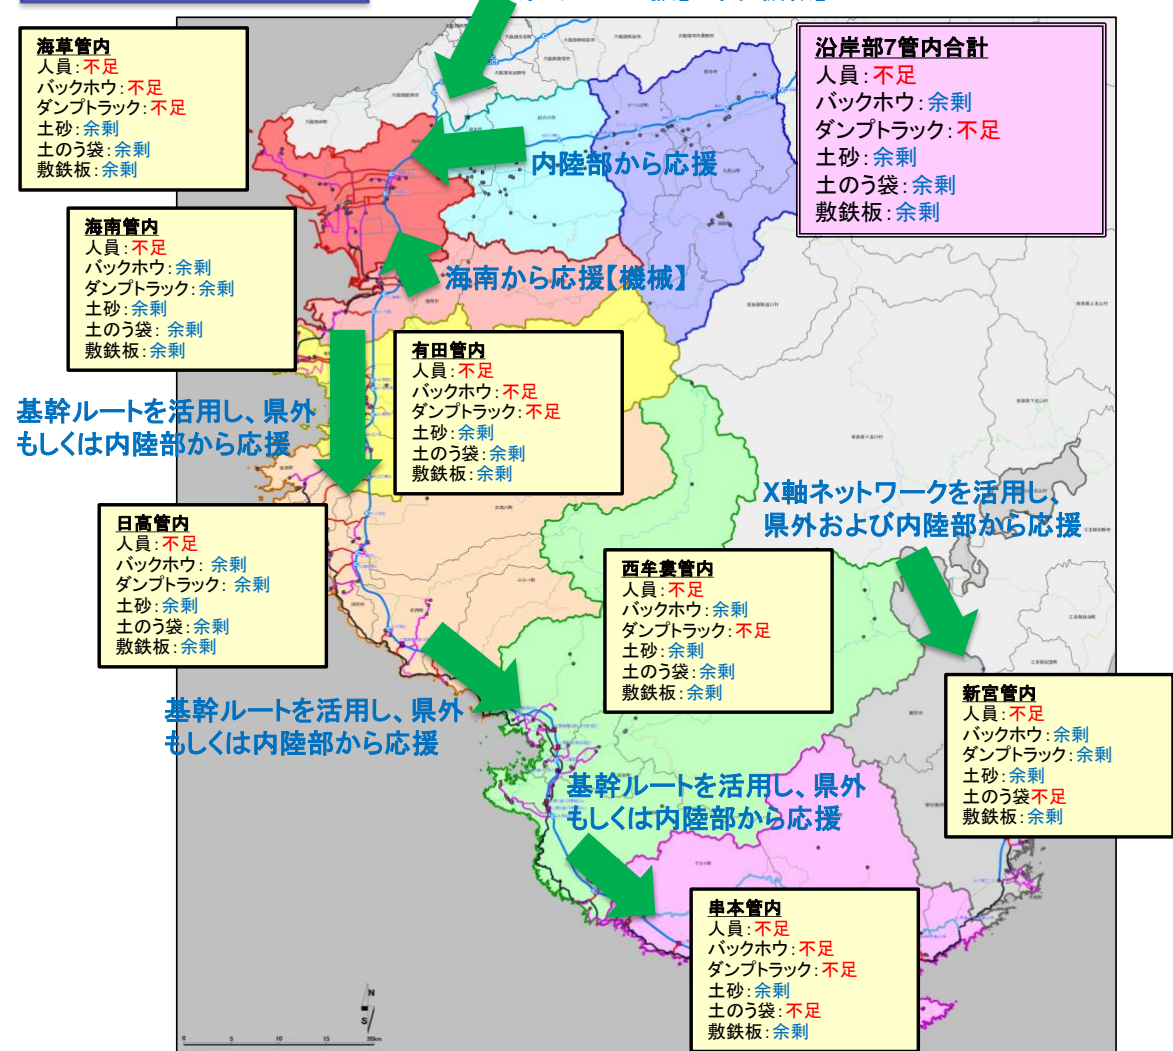 海草管内
人員:不足
バックホウ:不足
ダンプトラック:不足
土砂:余剰
土のう袋:余剰
敷鉄板:余剰
沿岸部7管内合計
人員:不足
バックホウ:余剰
ダンプトラック:不足
土砂:余剰
土のう袋:余剰
敷鉄板:余剰
内陸部から応援
海南管内
人員:不足
バックホウ:余剰
ダンプトラック:余剰
土砂:余剰
土のう袋: 余剰
敷鉄板:余剰
海南から応援【機械】
有田管内
人員:不足
バックホウ:不足
ダンプトラック:不足
土砂:余剰
土のう袋:余剰
敷鉄板:余剰
基幹ルートを活用し、県外
もしくは内陸部から応援
X軸ネットワークを活用し、
県外および内陸部から応援
日高管内
人員:不足
バックホウ:余剰
ダンプトラック: 余剰
土砂:余剰
土のう袋:余剰
敷鉄板:余剰
西牟婁管内
人員:不足
バックホウ:余剰
ダンプトラック:不足
土砂:余剰
土のう袋:余剰
敷鉄板:余剰
基幹ルートを活用し、県外
もしくは内陸部から応援
新宮管内
人員:不足
バックホウ:余剰
ダンプトラック:余剰
土砂:余剰
土のう袋不足
敷鉄板:余剰
基幹ルートを活用し、県外
もしくは内陸部から応援
串本管内
人員:不足
バックホウ:不足
ダンプトラック:不足
土砂:余剰
土のう袋:不足
敷鉄板:余剰
N
S
0 5 10 15 20km